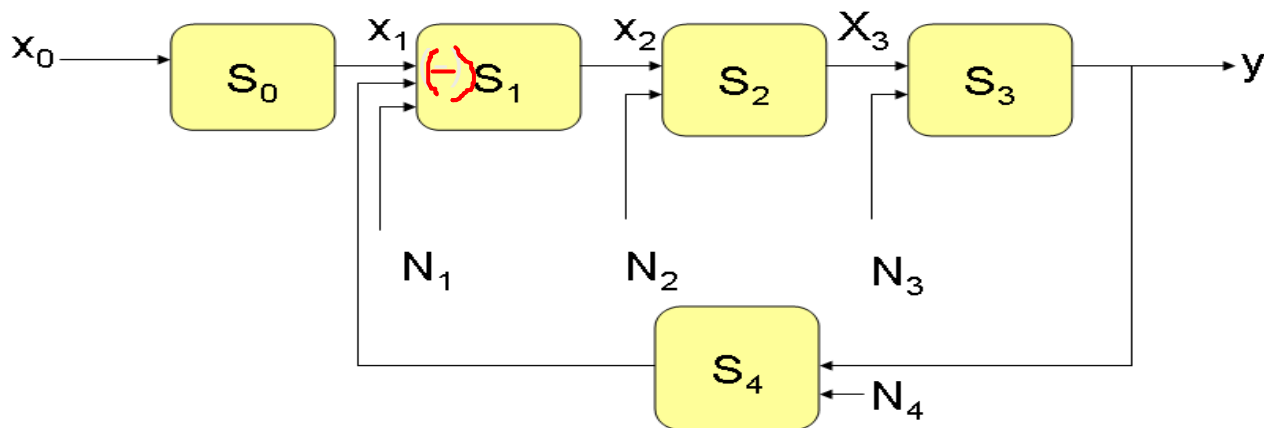 x₀
S₀
x₁
(-)
S₁
x₂
S₂
X₃
S₃
y
N₁
N₂
N₃
S₄
N₄